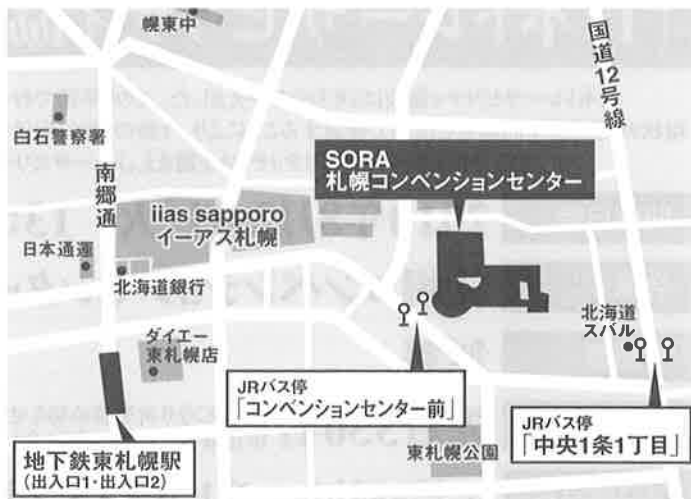 幌東中
国道12号線
白石警察署
SORA
札幌コンベンションセンター
南郷通
iias sapporo
イーアス札幌
日本通運
北海道銀行
北海道
スバル
ダイエー
東札幌店
JRバス停
「コンベンションセンター前」
JRバス停
「中央1条1丁目」
東札幌公園
地下鉄東札幌駅
(出入口1・出入口2)